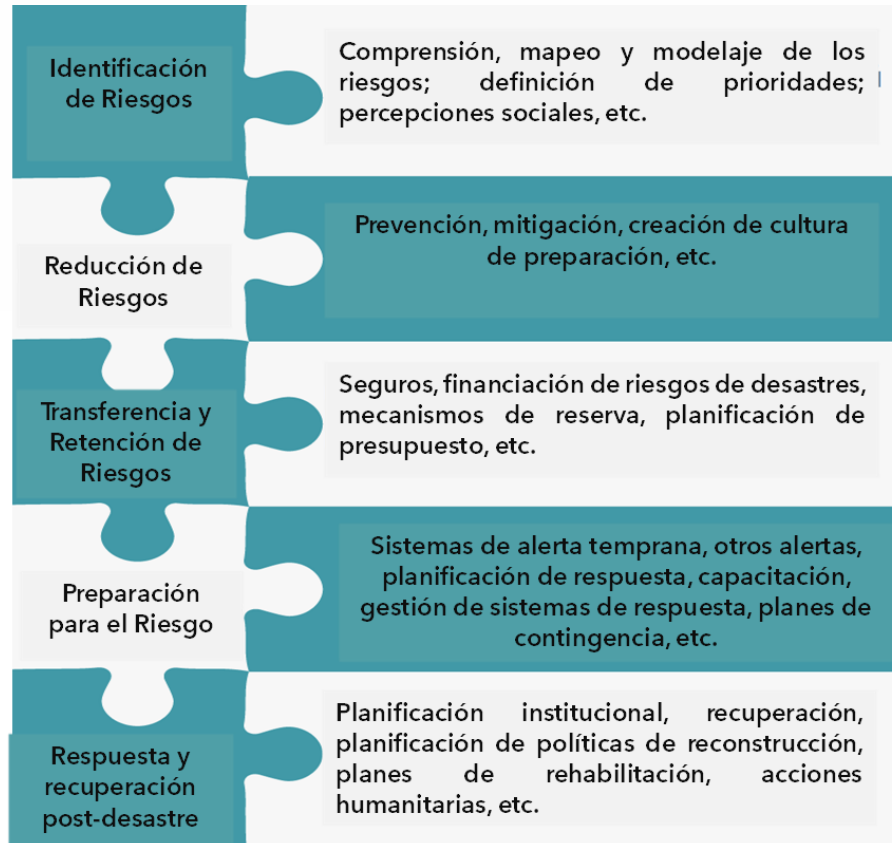 Identificación
de Riesgos
Comprensión, mapeo y modelaje de los
riesgos; definición de prioridades;
percepciones sociales, etc.
Reducción de
Riesgos
Prevención, mitigación, creación de cultura
de preparación, etc.
Transferencia y
Retención de
Riesgos
Seguros, financiación de riesgos de desastres,
mecanismos de reserva, planificación de
presupuesto, etc.
Preparación
para el Riesgo
Sistemas de alerta temprana, otros alertas,
planificación de respuesta, capacitación,
gestión de sistemas de respuesta, planes de
contingencia, etc.
Respuesta y
recuperación
post-desastre
Planificación institucional, recuperación,
planificación de políticas de reconstrucción,
planes de rehabilitación, acciones
humanitarias, etc.